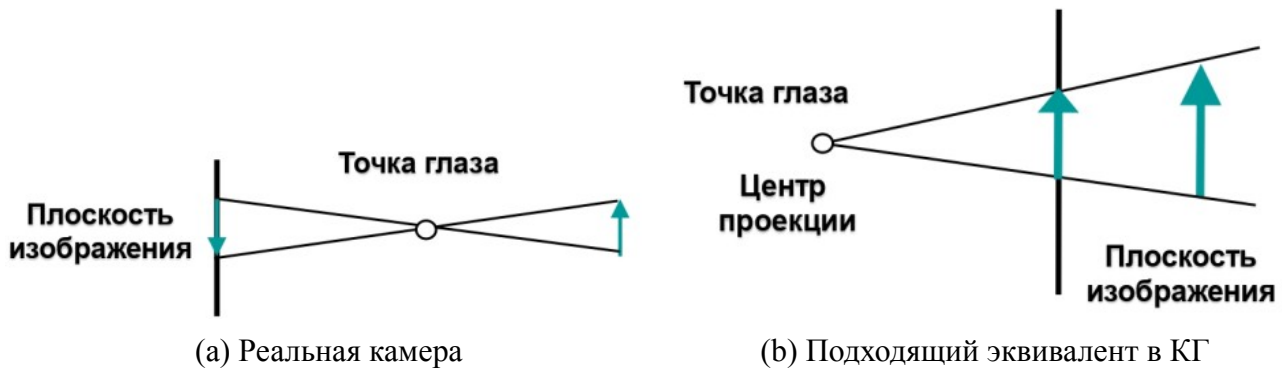 Точка глаза
Плоскость
изображения
(a) Реальная камера
Точка глаза
Центр
проекции
Плоскость
изображения
(b) Подходящий эквивалент в КГ